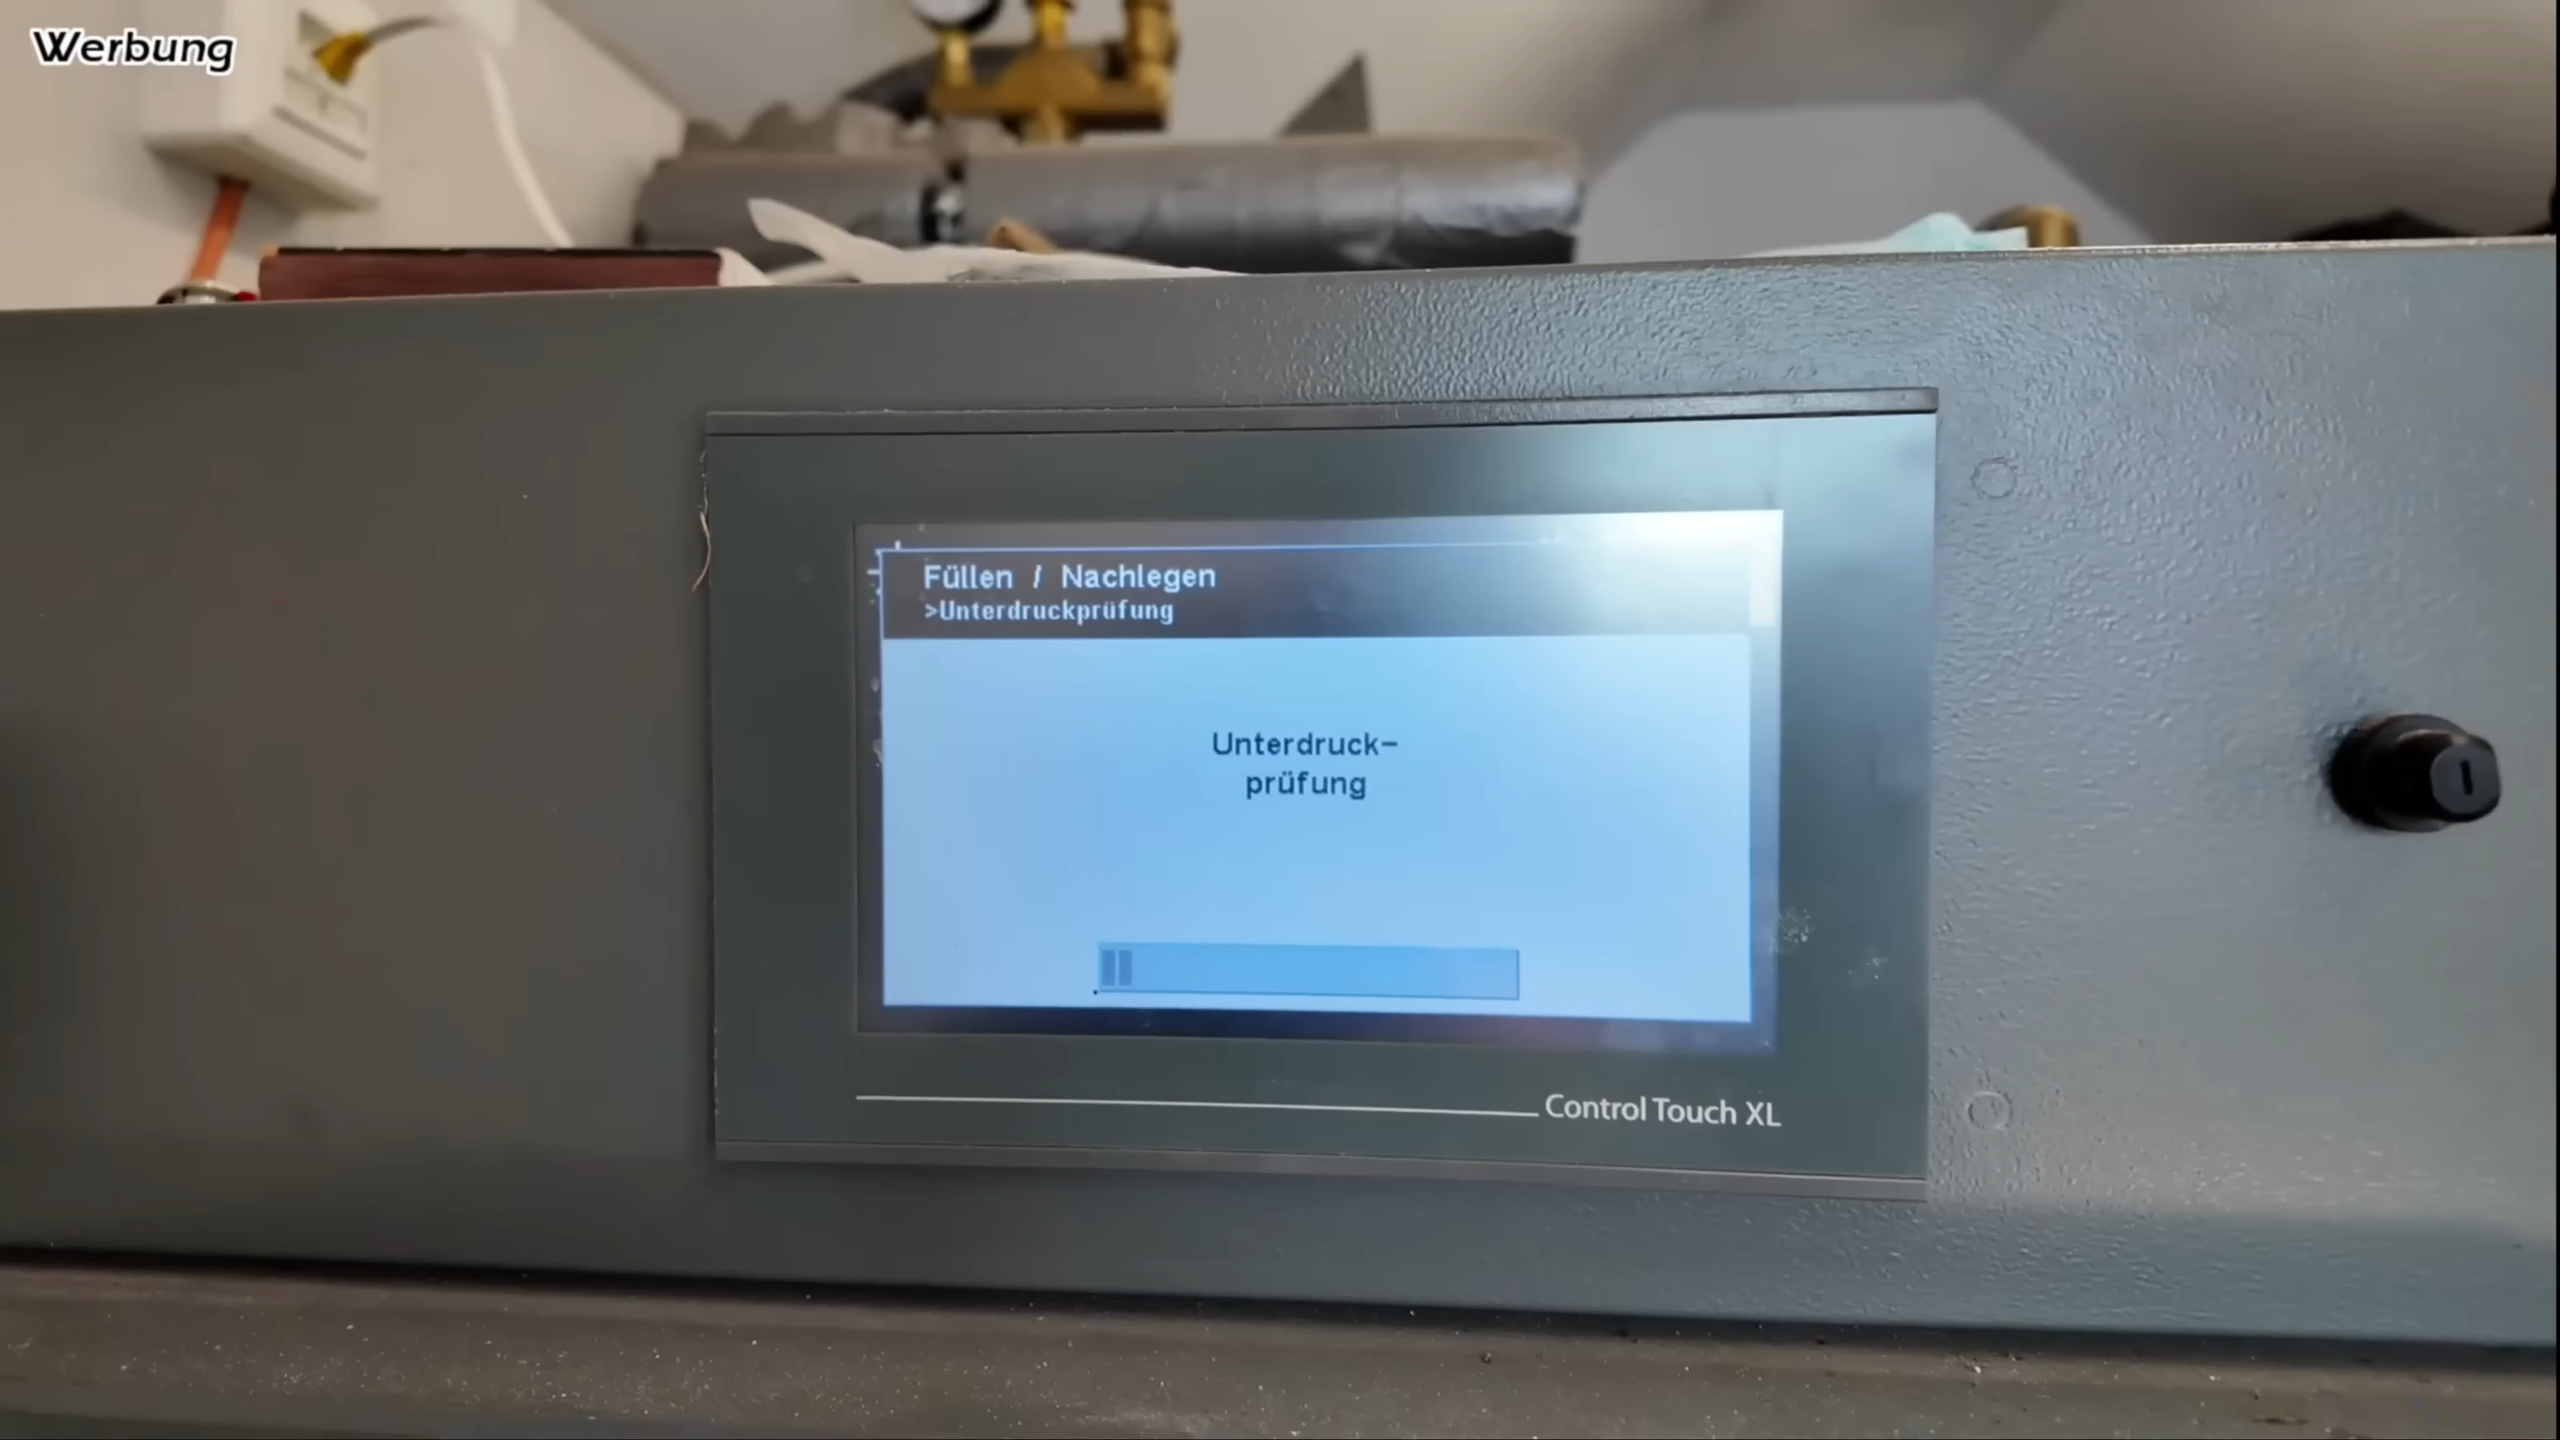 Werbung
Füllen / Nachlegen
>Unterdruckprüfung
Unterdruck-
prüfung
Control Touch XL